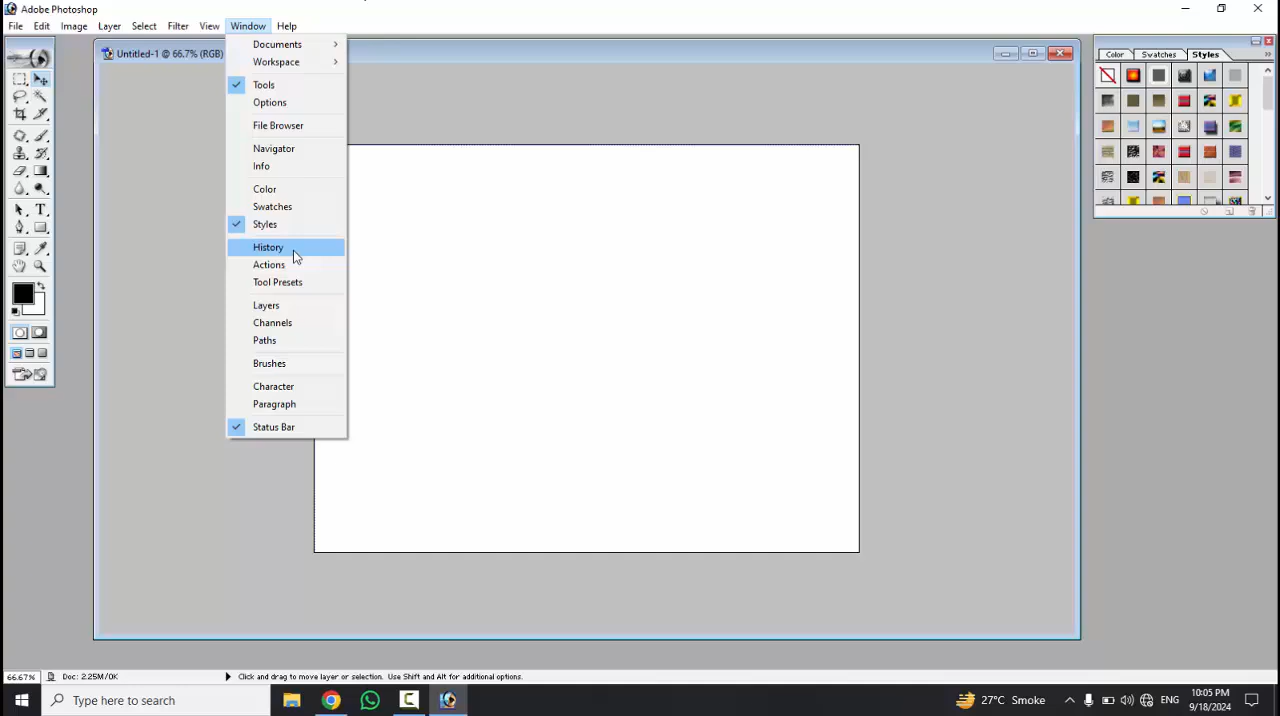 Adobe Photoshop
File Edit Image Layer Select Filter View Window Help
Untitled-1 @ 66.7% (RGB)
Documents
Workspace
Tools
Options
File Browser
Navigator
Info
Color
Swatches
Styles
History
Actions
Tool Presets
Layers
Channels
Paths
Brushes
Character
Paragraph
Status Bar
Color Swatches Styles
66.67% Doc: 2.25M/0K Click and drag to move layer or selection. Use Shift and Alt for additional options.
Type here to search
27°C Smoke
ENG
10:05 PM
9/18/2024